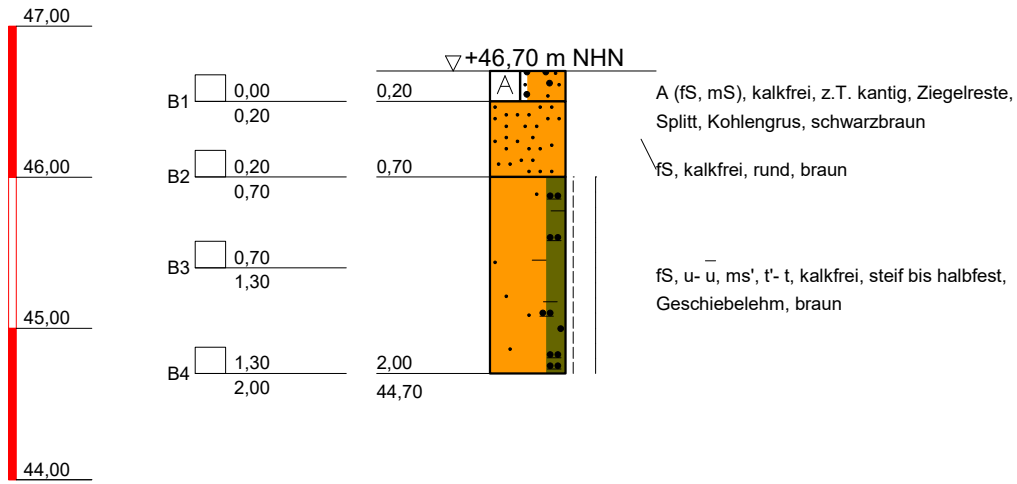 47,00
+46,70 m NHN
A
B1 0,00 0,20
0,20
A (fS, mS), kalkfrei, z.T. kantig, Ziegelreste,
Splitt, Kohlengrus, schwarzbraun
46,00
B2 0,20 0,70
0,70
fS, kalkfrei, rund, braun
B3 0,70
1,30
fS, u- u̅, ms', t'- t, kalkfrei, steif bis halbfest,
Geschiebelehm, braun
45,00
B4 1,30 2,00
2,00 44,70
44,00